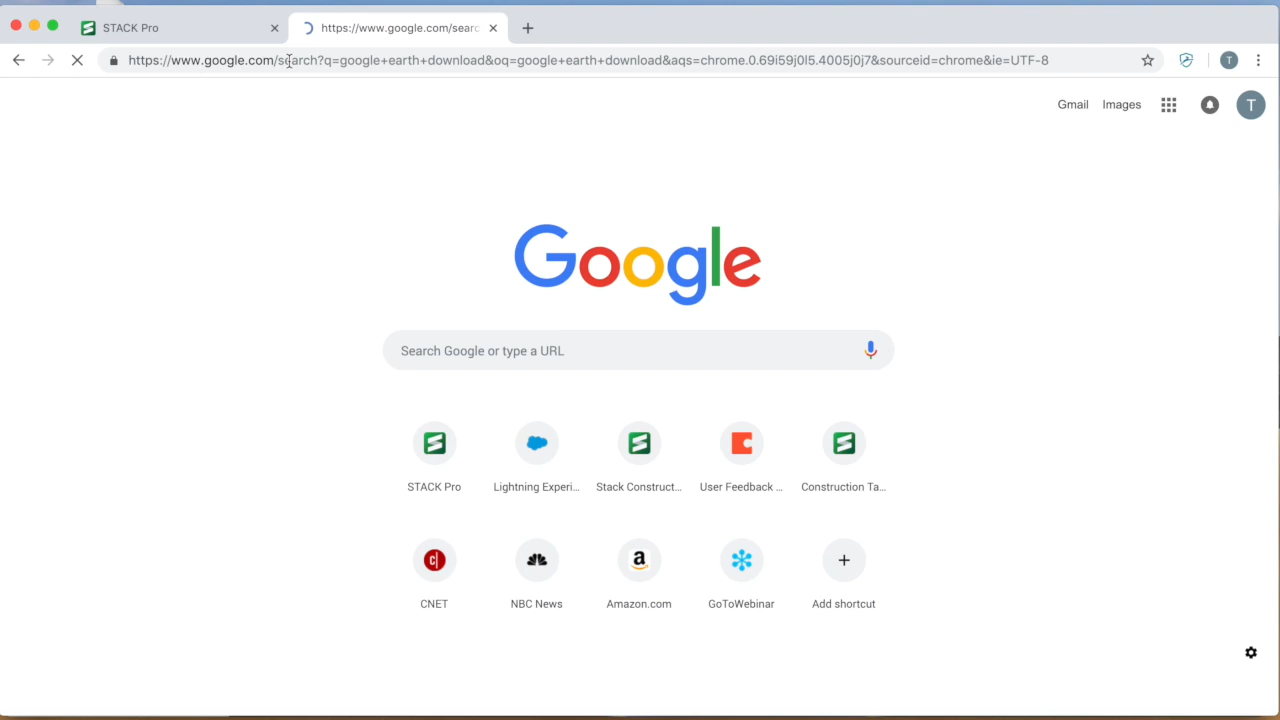 STACK Pro
https://www.google.com/searc
https://www.google.com/search?q=google+earth+download&oq=google+earth+download&aqs=chrome.0.69i59j0l5.4005j0j7&sourceid=chrome&ie=UTF-8
T
Gmail Images T
Google
Search Google or type a URL
STACK Pro Lightning Experi... Stack Construct... User Feedback ... Construction Ta...
c|
a
CNET NBC News Amazon.com GoToWebinar Add shortcut